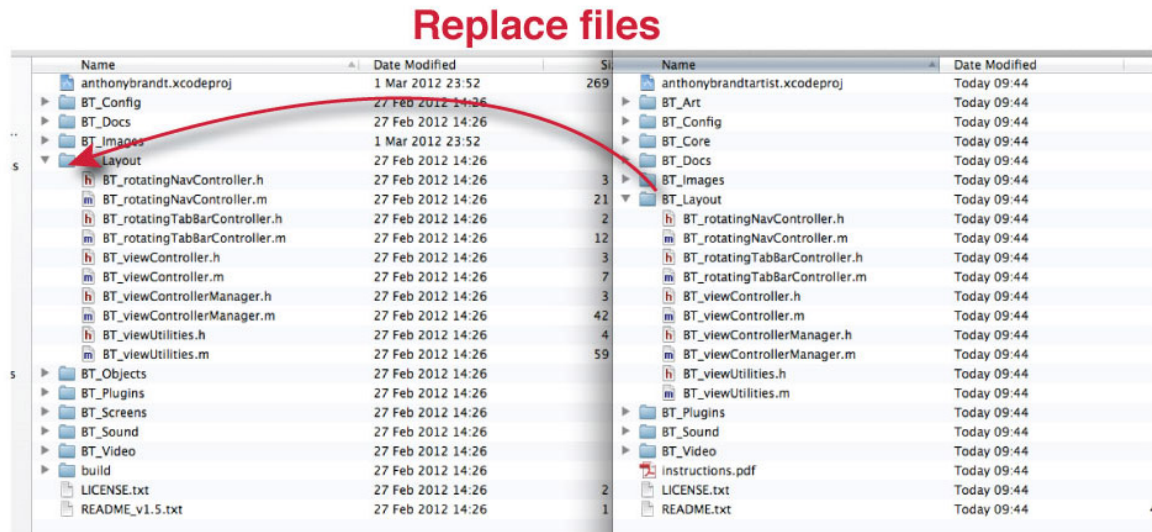 Replace files
Name Date Modified Si
anthonybrandt.xcodeproj 1 Mar 2012 23:52 269
BT_Config 27 Feb 2012 14:26
BT_Docs 27 Feb 2012 14:26
BT_Images 1 Mar 2012 23:52
_Layout 27 Feb 2012 14:26
BT_rotatingNavController.h 27 Feb 2012 14:26 3
BT_rotatingNavController.m 27 Feb 2012 14:26 21
BT_rotatingTabBarController.h 27 Feb 2012 14:26 2
BT_rotatingTabBarController.m 27 Feb 2012 14:26 12
BT_viewController.h 27 Feb 2012 14:26 3
BT_viewController.m 27 Feb 2012 14:26 7
BT_viewControllerManager.h 27 Feb 2012 14:26 3
BT_viewControllerManager.m 27 Feb 2012 14:26 42
BT_viewUtilities.h 27 Feb 2012 14:26 4
BT_viewUtilities.m 27 Feb 2012 14:26 59
BT_Objects 27 Feb 2012 14:26
BT_Plugins 27 Feb 2012 14:26
BT_Screens 27 Feb 2012 14:26
BT_Sound 27 Feb 2012 14:26
BT_Video 27 Feb 2012 14:26
build 27 Feb 2012 14:26
LICENSE.txt 27 Feb 2012 14:26 2
README_v1.5.txt 27 Feb 2012 14:26 1
Name Date Modified
anthonybrandtartist.xcodeproj Today 09:44
BT_Art Today 09:44
BT_Config Today 09:44
BT_Core Today 09:44
BT_Docs Today 09:44
BT_Images Today 09:44
BT_Layout Today 09:44
BT_rotatingNavController.h Today 09:44
BT_rotatingNavController.m Today 09:44
BT_rotatingTabBarController.h Today 09:44
BT_rotatingTabBarController.m Today 09:44
BT_viewController.h Today 09:44
BT_viewController.m Today 09:44
BT_viewControllerManager.h Today 09:44
BT_viewControllerManager.m Today 09:44
BT_viewUtilities.h Today 09:44
BT_viewUtilities.m Today 09:44
BT_Plugins Today 09:44
BT_Sound Today 09:44
BT_Video Today 09:44
instructions.pdf Today 09:44
LICENSE.txt Today 09:44
README.txt Today 09:44